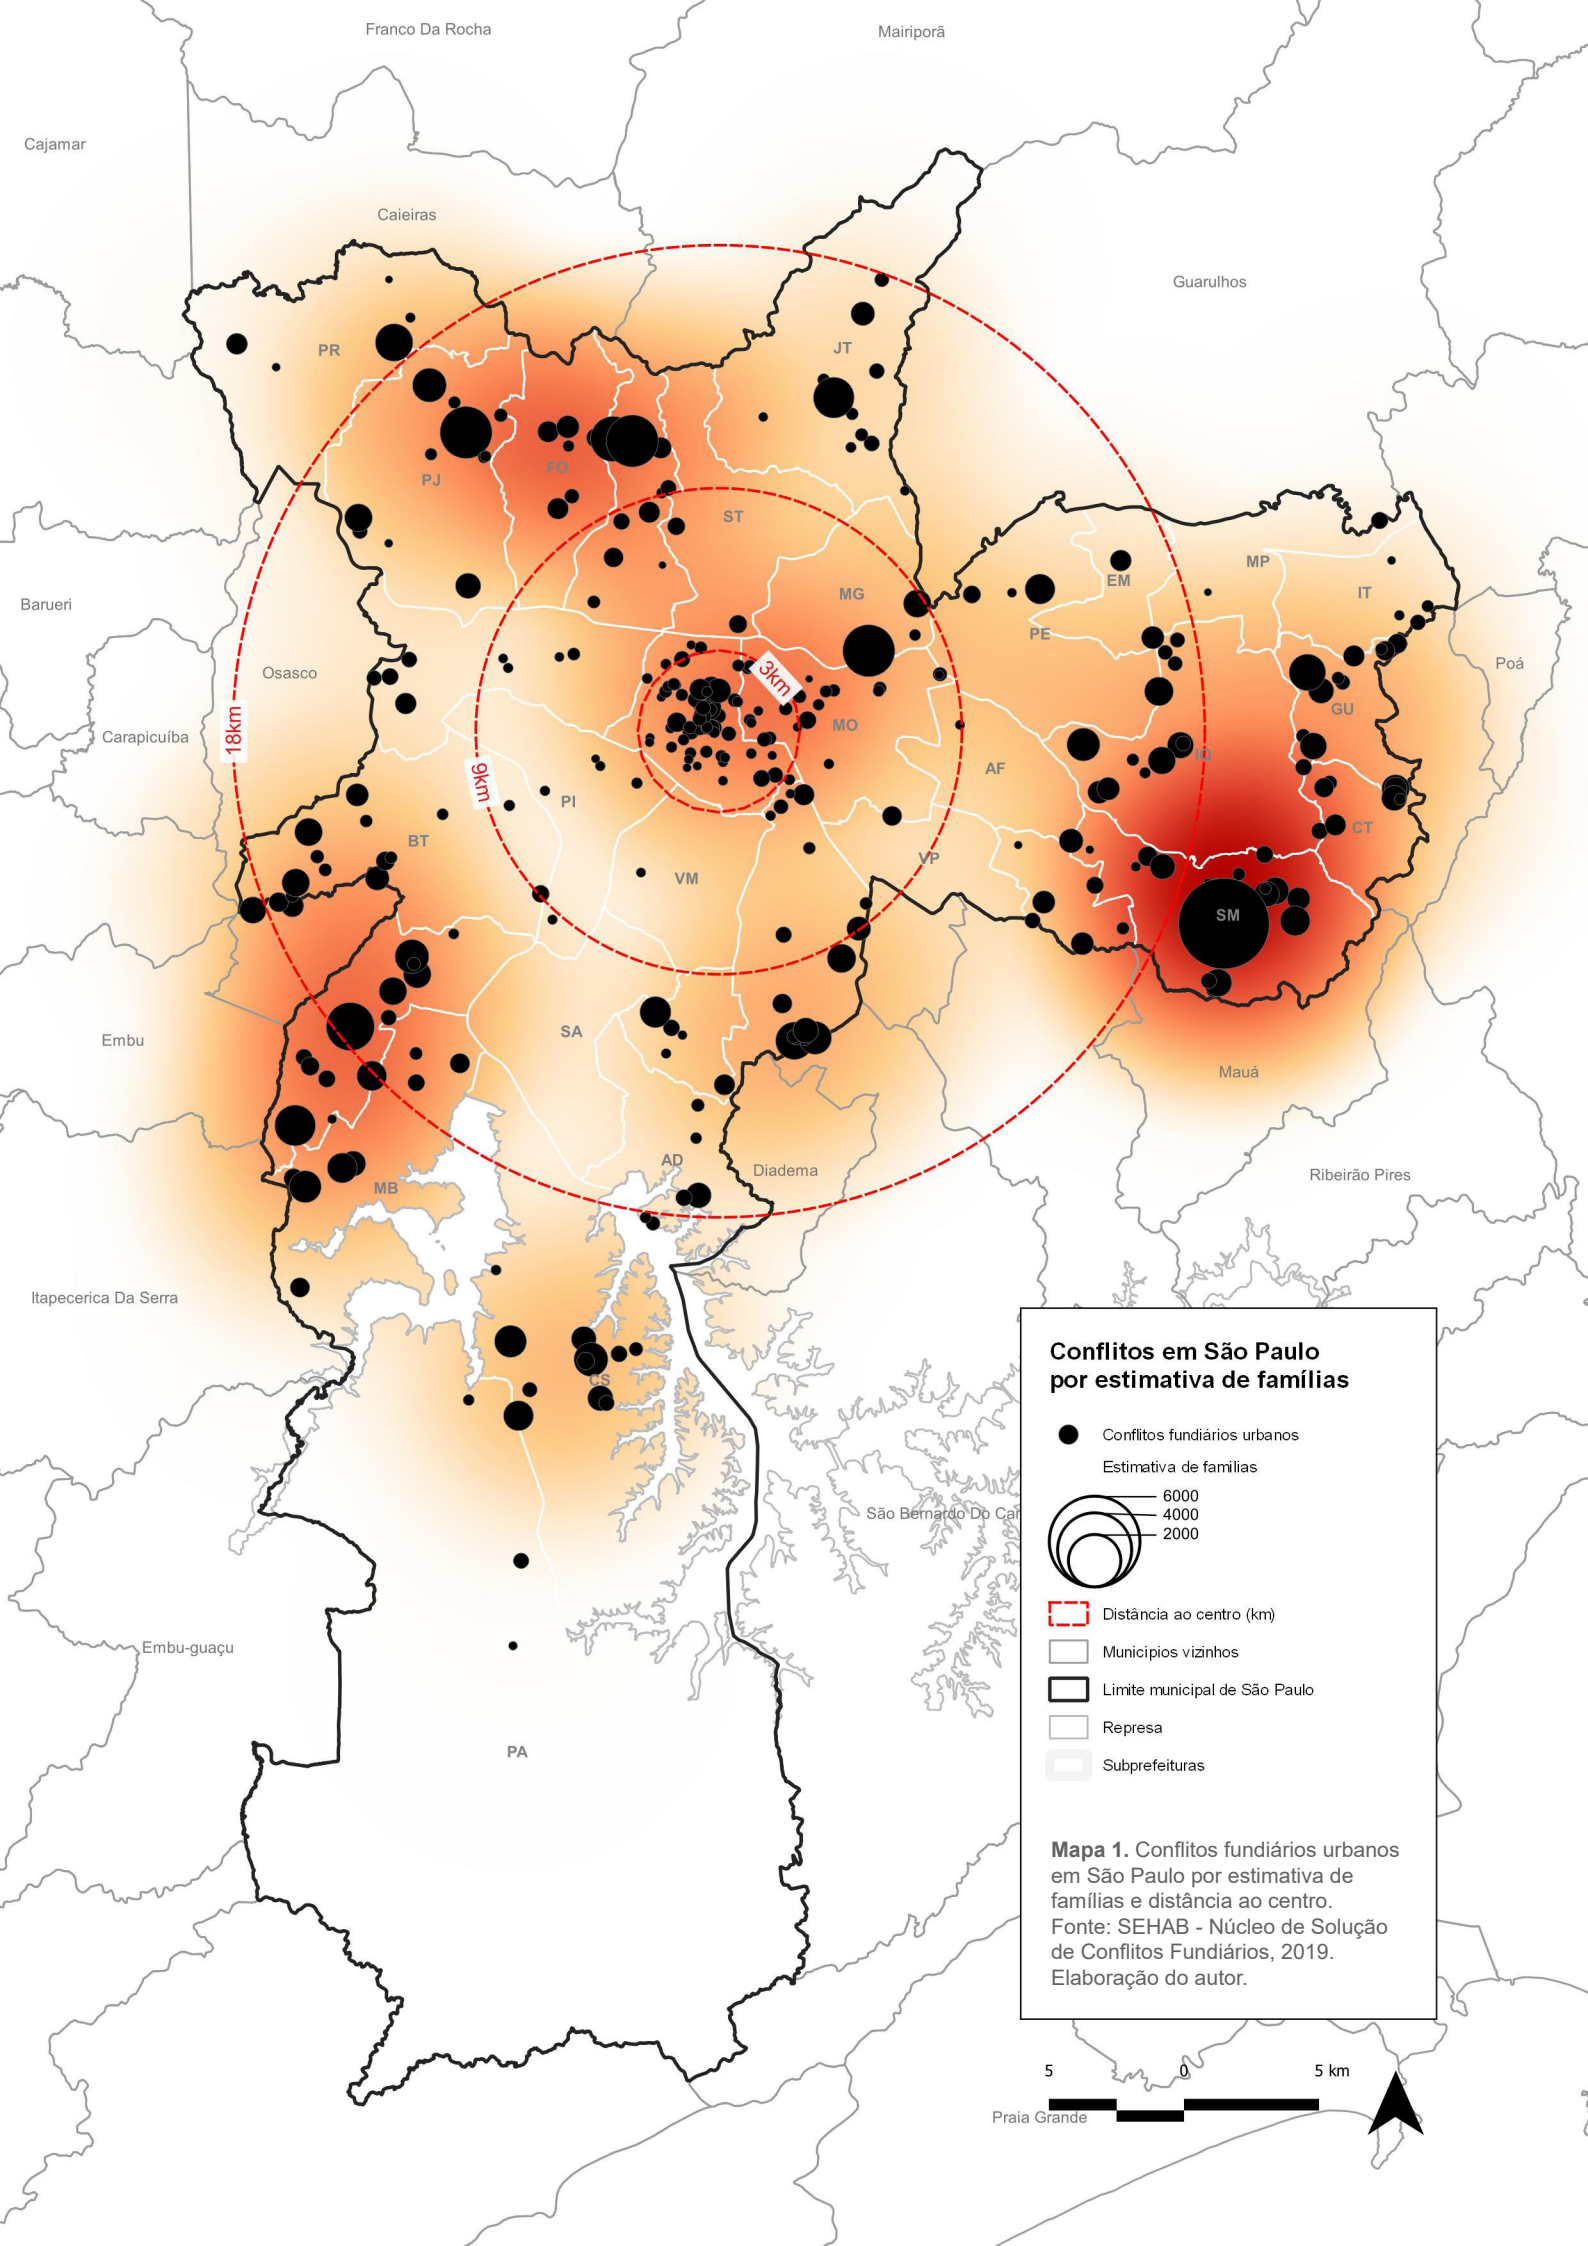 Franco Da Rocha
Mairiporã
Cajamar
Caieiras
Guarulhos
PR
JT
PJ
FO
ST
MP
EM
IT
MG
PE
Barueri
Osasco
Poá
3km
GU
18km
Carapicuíba
MO
IQ
AF
9km
PI
CT
BT
VP
VM
SM
SA
Embu
Mauá
AD
Diadema
Ribeirão Pires
MB
Itapecerica Da Serra
CS
São Bernardo Do Car
Embu-guaçu
PA
Conflitos em São Paulo
por estimativa de famílias
Conflitos fundiários urbanos
Estimativa de familias
6000
4000
2000
Distância ao centro (km)
Municípios vizinhos
Limite municipal de São Paulo
Represa
Subprefeituras
Mapa 1. Conflitos fundiários urbanos
em São Paulo por estimativa de
famílias e distância ao centro.
Fonte: SEHAB - Núcleo de Solução
de Conflitos Fundiários, 2019.
Elaboração do autor.
5 0 5 km
Praia Grande